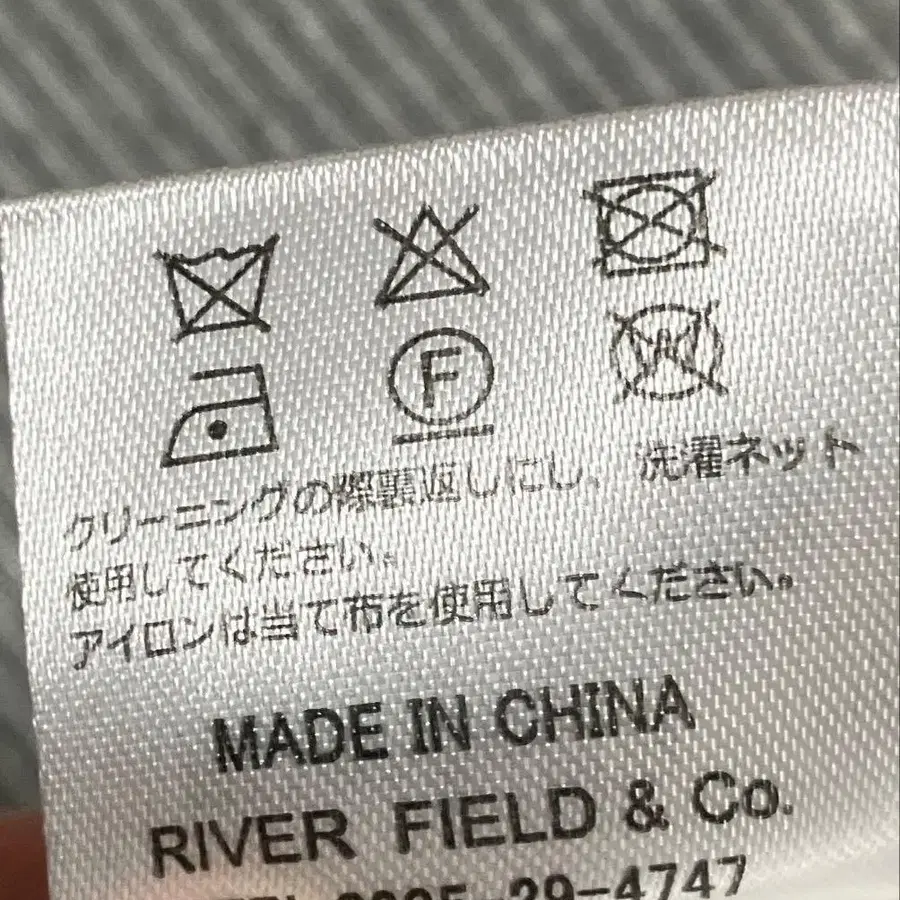 F
W
クリーニングの際裏返しにし、洗濯ネット
使用してください。
アイロンは当て布を使用してください。
MADE IN CHINA
RIVER FIELD & Co.
29-4747